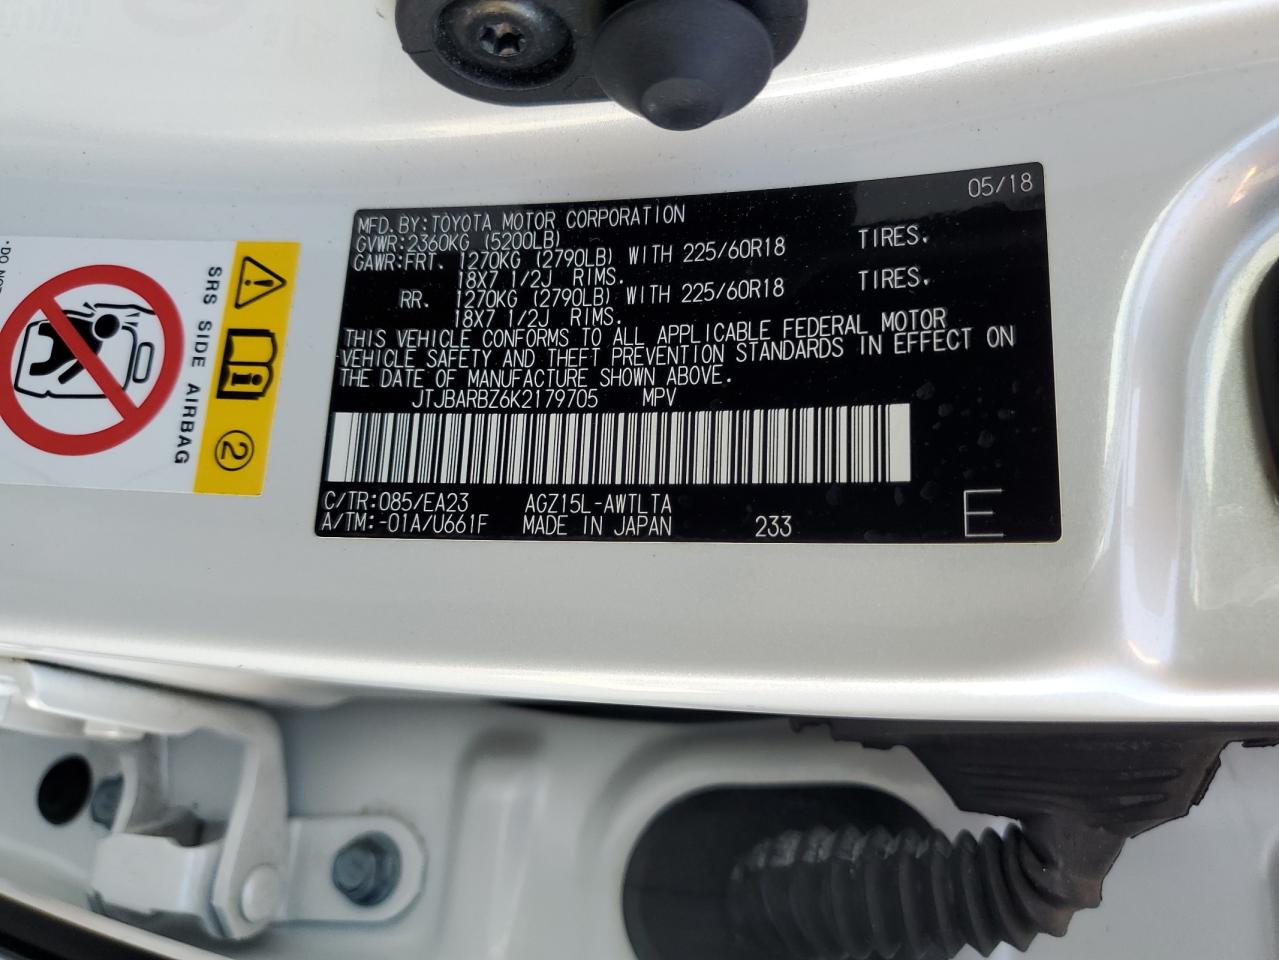 05/18
MFD. BY: TOYOTA MOTOR CORPORATION
GVWR: 2360KG (5200LB)
GAWR: FRT. 1270KG (2790LB) WITH 225/60R18 TIRES.
18X7 1/2J RIMS.
RR. 1270KG (2790LB) WITH 225/60R18 TIRES.
18X7 1/2J RIMS.
THIS VEHICLE CONFORMS TO ALL APPLICABLE FEDERAL MOTOR
VEHICLE SAFETY AND THEFT PREVENTION STANDARDS IN EFFECT ON
THE DATE OF MANUFACTURE SHOWN ABOVE.
JTJBARBZ6K2179705 MPV
C/TR: 085/EA23 AGZ15L-AWTLTA
A/TM: -01A/U661F MADE IN JAPAN 233 E
SRS SIDE AIRBAG
2
•DO